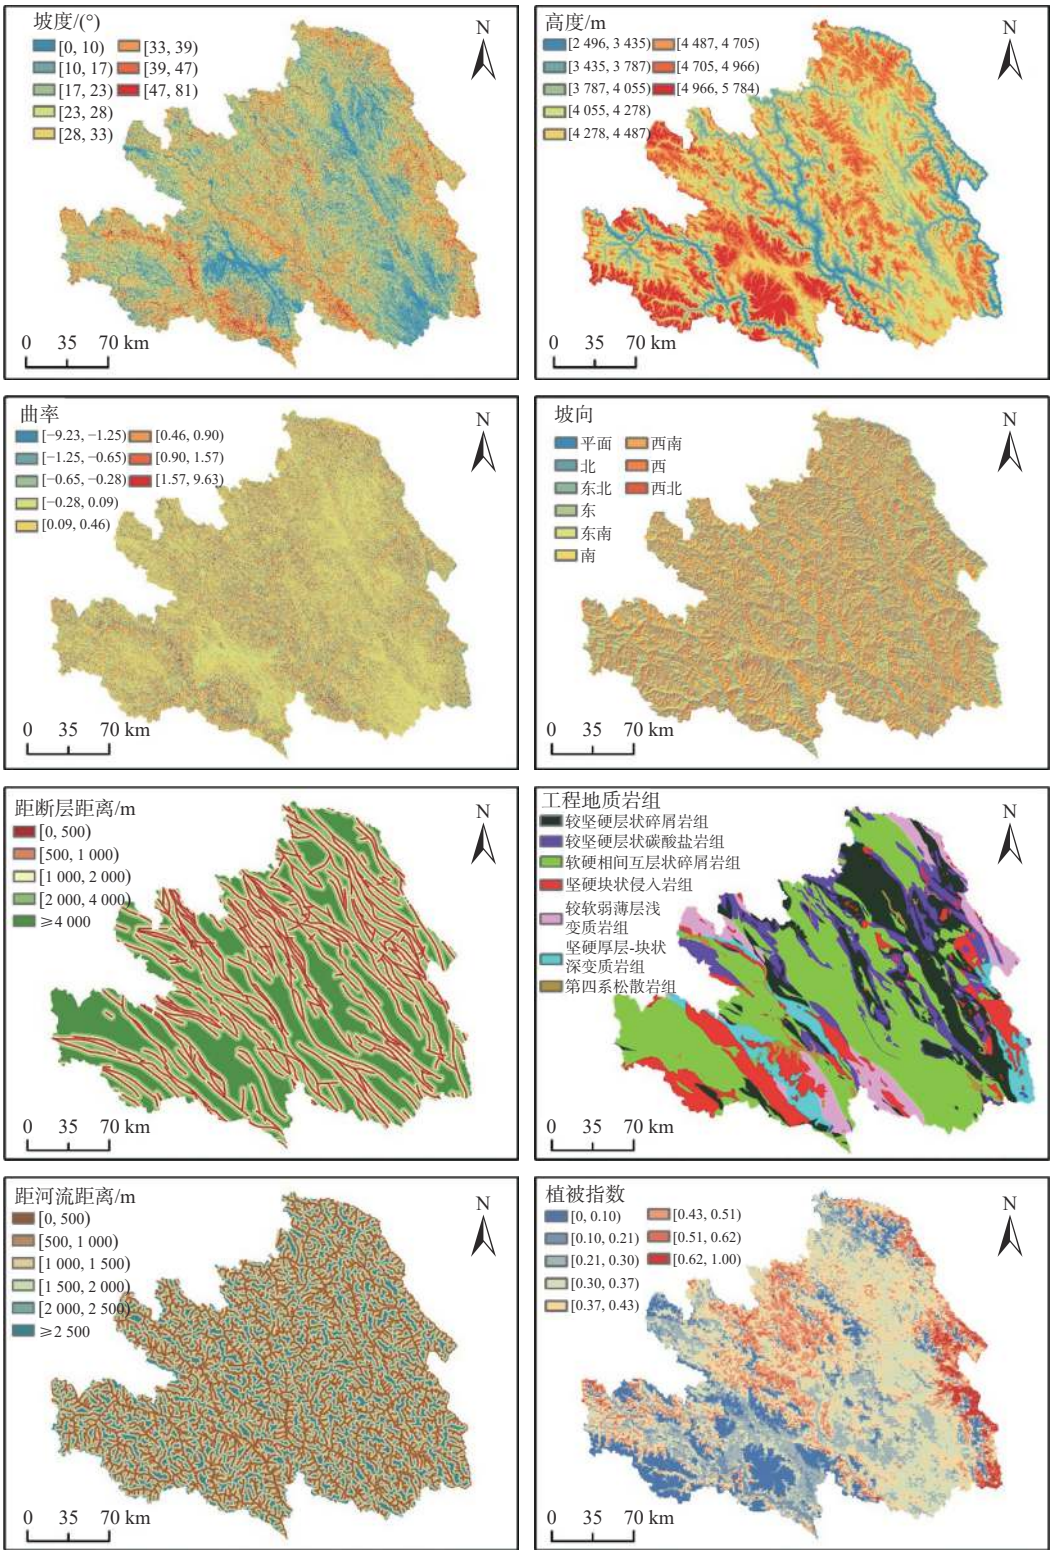 坡度/(°)
[0, 10)
[10, 17)
[17, 23)
[23, 28)
[28, 33)
[33, 39)
[39, 47)
[47, 81)
N
0 35 70 km
高度/m
[2 496, 3 435)
[3 435, 3 787)
[3 787, 4 055)
[4 055, 4 278)
[4 278, 4 487)
[4 487, 4 705)
[4 705, 4 966)
[4 966, 5 784)
N
0 35 70 km
曲率
[−9.23, −1.25)
[−1.25, −0.65)
[−0.65, −0.28)
[−0.28, 0.09)
[0.09, 0.46)
[0.46, 0.90)
[0.90, 1.57)
[1.57, 9.63)
N
0 35 70 km
坡向
平面
北
东北
东
东南
南
西南
西
西北
N
0 35 70 km
距断层距离/m
[0, 500)
[500, 1 000)
[1 000, 2 000)
[2 000, 4 000)
≥4 000
N
0 35 70 km
工程地质岩组
较坚硬层状碎屑岩组
较坚硬层状碳酸盐岩组
软硬相间互层状碎屑岩组
坚硬块状侵入岩组
较软弱薄层浅
变质岩组
坚硬厚层-块状
深变质岩组
第四系松散岩组
N
0 35 70 km
距河流距离/m
[0, 500)
[500, 1 000)
[1 000, 1 500)
[1 500, 2 000)
[2 000, 2 500)
≥2 500
N
0 35 70 km
植被指数
[0, 0.10)
[0.10, 0.21)
[0.21, 0.30)
[0.30, 0.37)
[0.37, 0.43)
[0.43, 0.51)
[0.51, 0.62)
[0.62, 1.00)
N
0 35 70 km